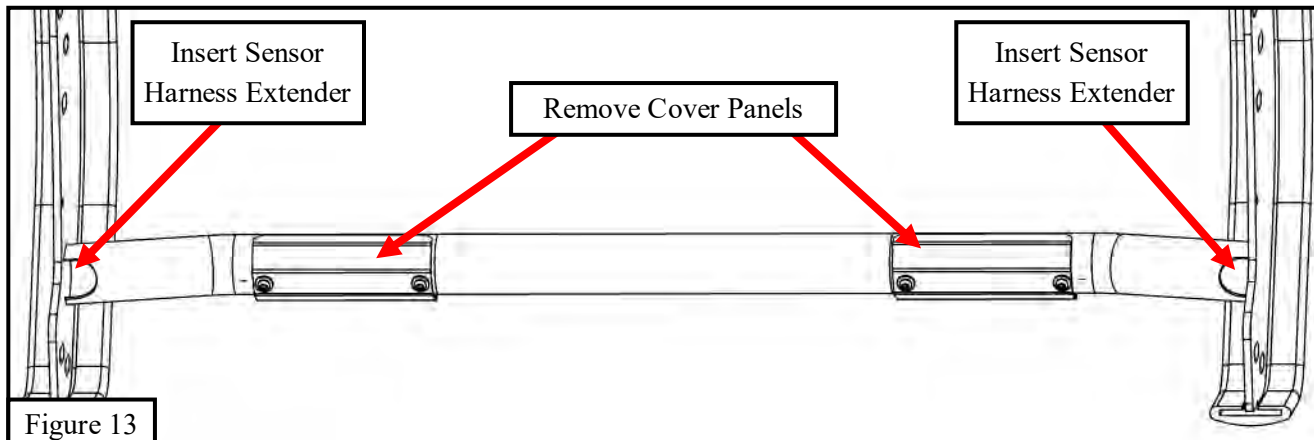 Insert Sensor
Harness Extender
Remove Cover Panels
Insert Sensor
Harness Extender
Figure 13